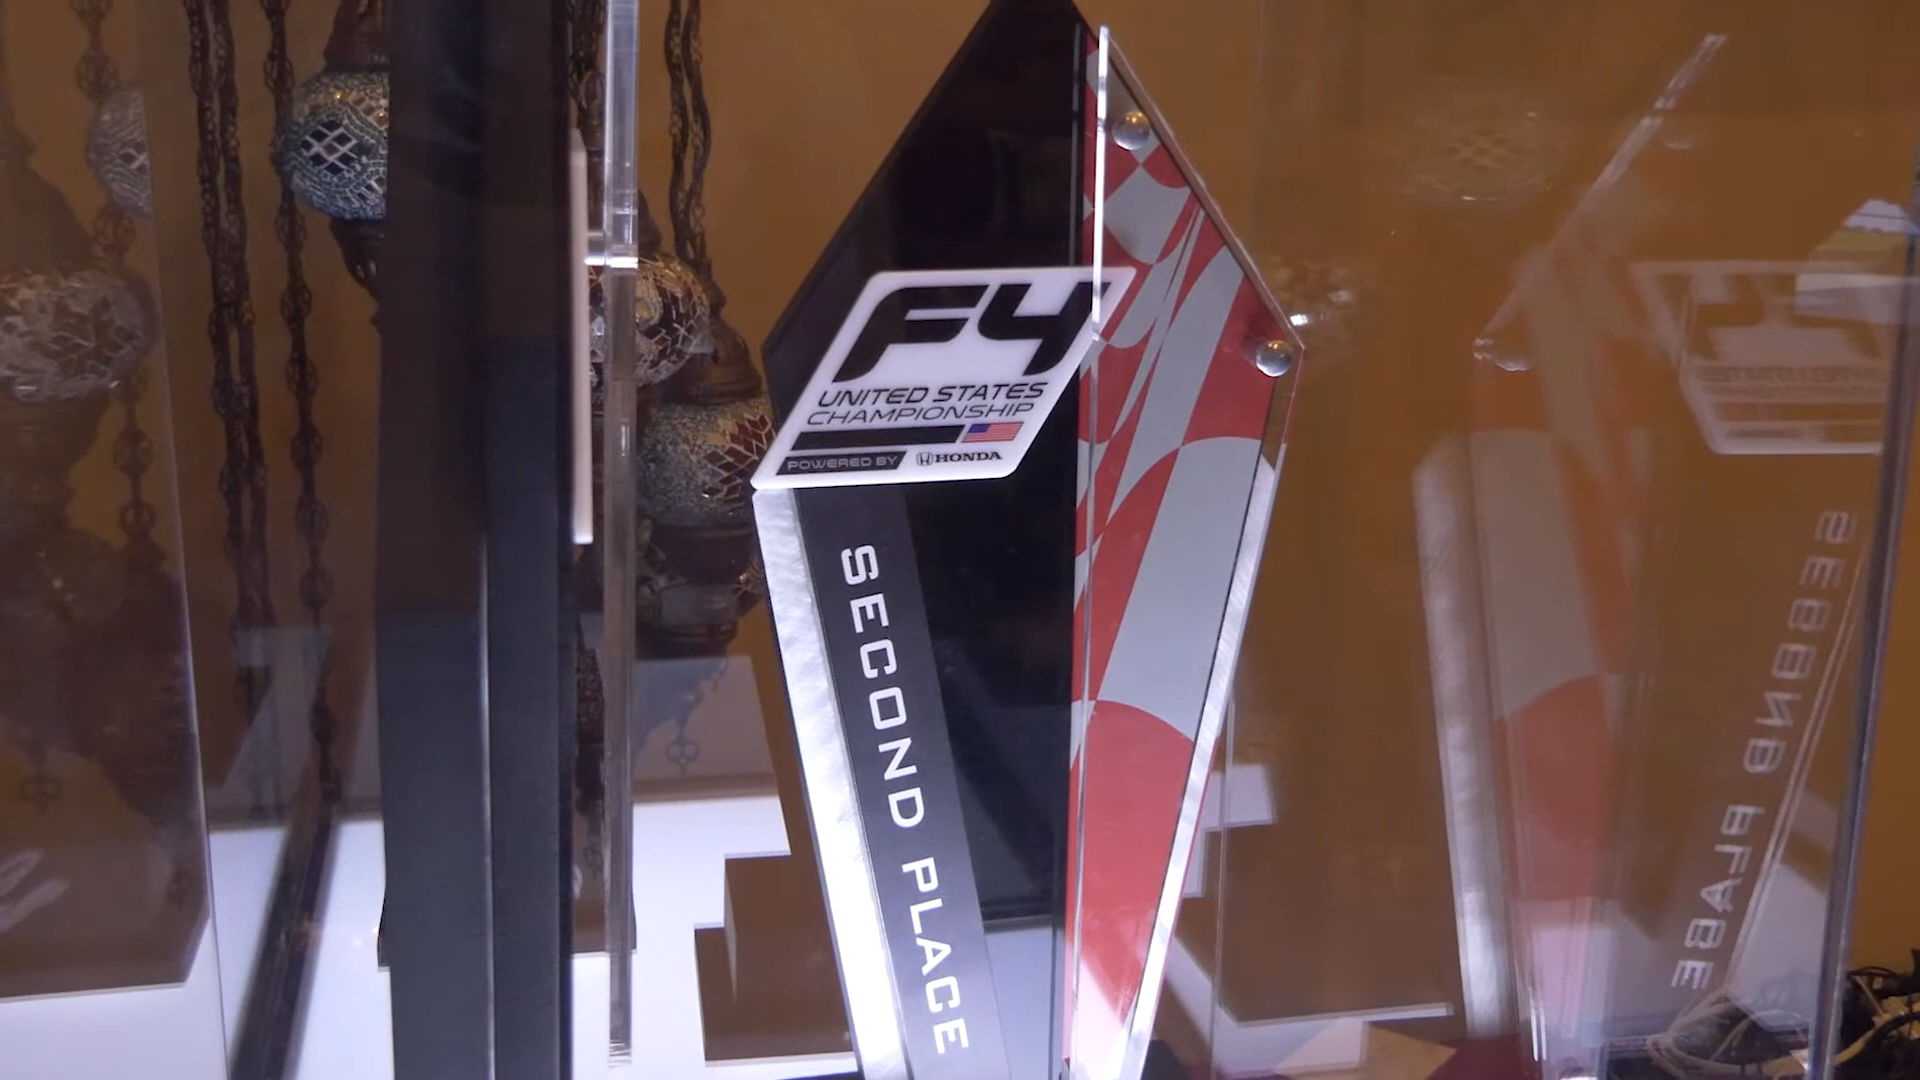 F4
UNITED STATES
CHAMPIONSHIP
POWERED BY HONDA
SECOND PLACE